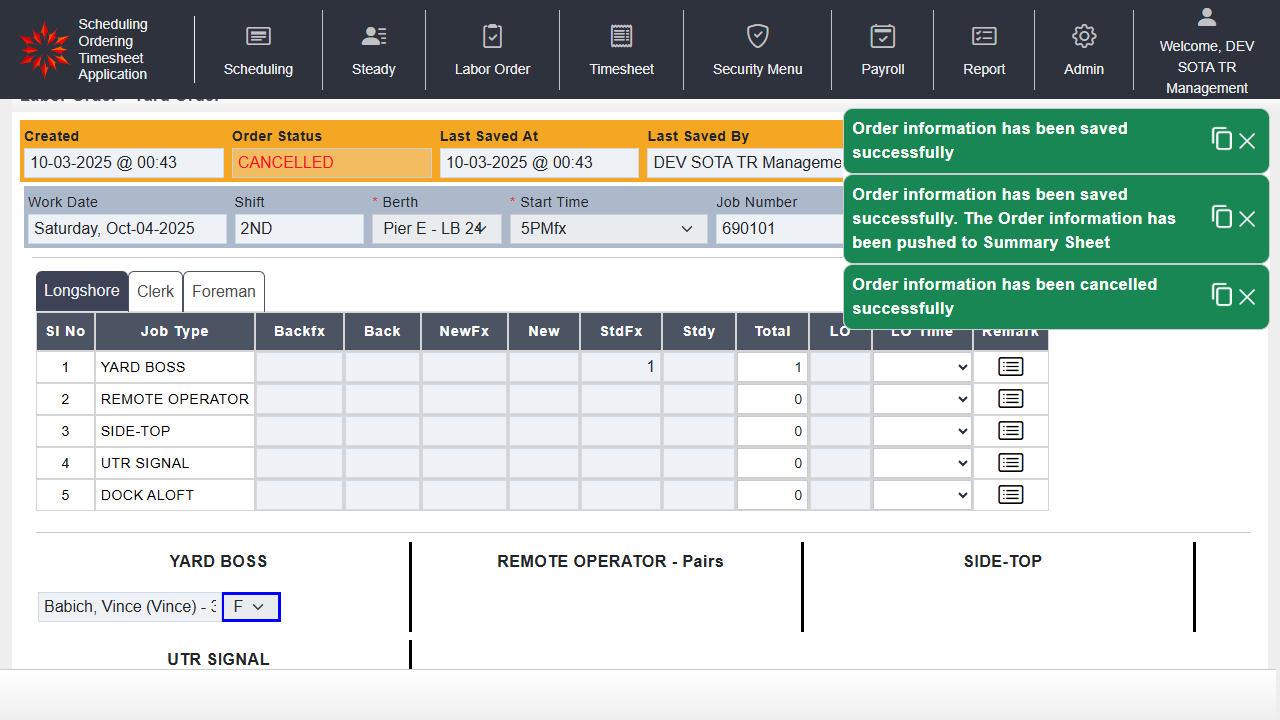 Scheduling
Ordering
Timesheet
Application
Scheduling
Steady
Labor Order
Timesheet
Security Menu
Payroll
Report
Admin
Welcome, DEV
SOTA TR
Management
Labor Order - Yard Order
Created
Order Status
Last Saved At
Last Saved By
10-03-2025 @ 00:43
CANCELLED
10-03-2025 @ 00:43
DEV SOTA TR Manageme
Order information has been saved
successfully
Order information has been saved
successfully. The Order information has
been pushed to Summary Sheet
Order information has been cancelled
successfully
Work Date
Shift
* Berth
* Start Time
Job Number
Saturday, Oct-04-2025
2ND
Pier E - LB 24
5PMfx
690101
Longshore
Clerk
Foreman
Sl No Job Type Backfx Back NewFx New StdFx Stdy Total LO LO Time Remark
1 YARD BOSS 1 1
2 REMOTE OPERATOR 0
3 SIDE-TOP 0
4 UTR SIGNAL 0
5 DOCK ALOFT 0
YARD BOSS
REMOTE OPERATOR - Pairs
SIDE-TOP
Babich, Vince (Vince) - 3
F
UTR SIGNAL